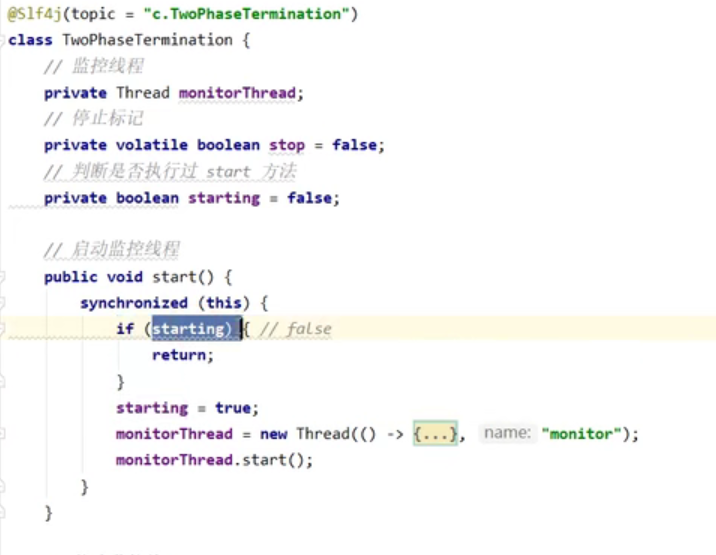 @Slf4j(topic = "c.TwoPhaseTermination")
class TwoPhaseTermination {
// 监控线程
private Thread monitorThread;
// 停止标记
private volatile boolean stop = false;
// 判断是否执行过 start 方法
private boolean starting = false;
// 启动监控线程
public void start() {
synchronized (this) {
if (starting) { // false
return;
}
starting = true;
monitorThread = new Thread(() -> {...}, name: "monitor");
monitorThread.start();
}
}